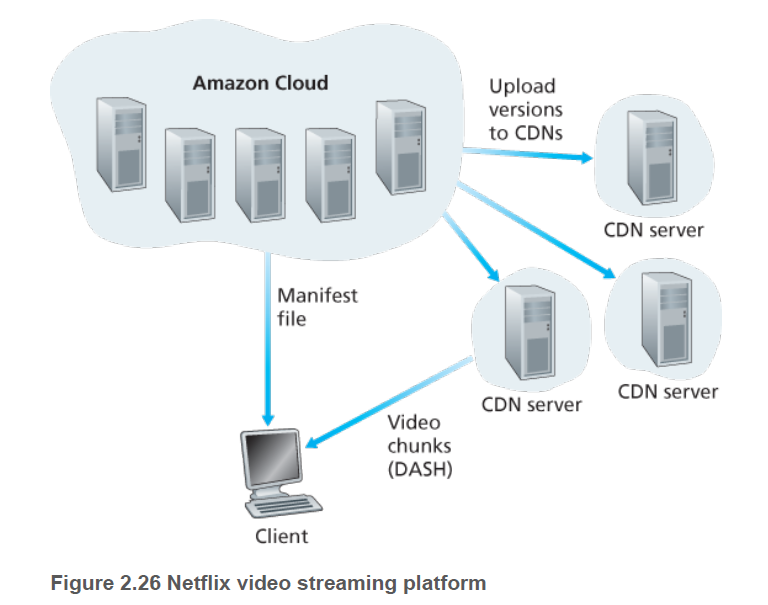 Amazon Cloud
Upload
versions
to CDNs
CDN server
Manifest
file
CDN server
CDN server
Video
chunks
(DASH)
Client
Figure 2.26 Netflix video streaming platform